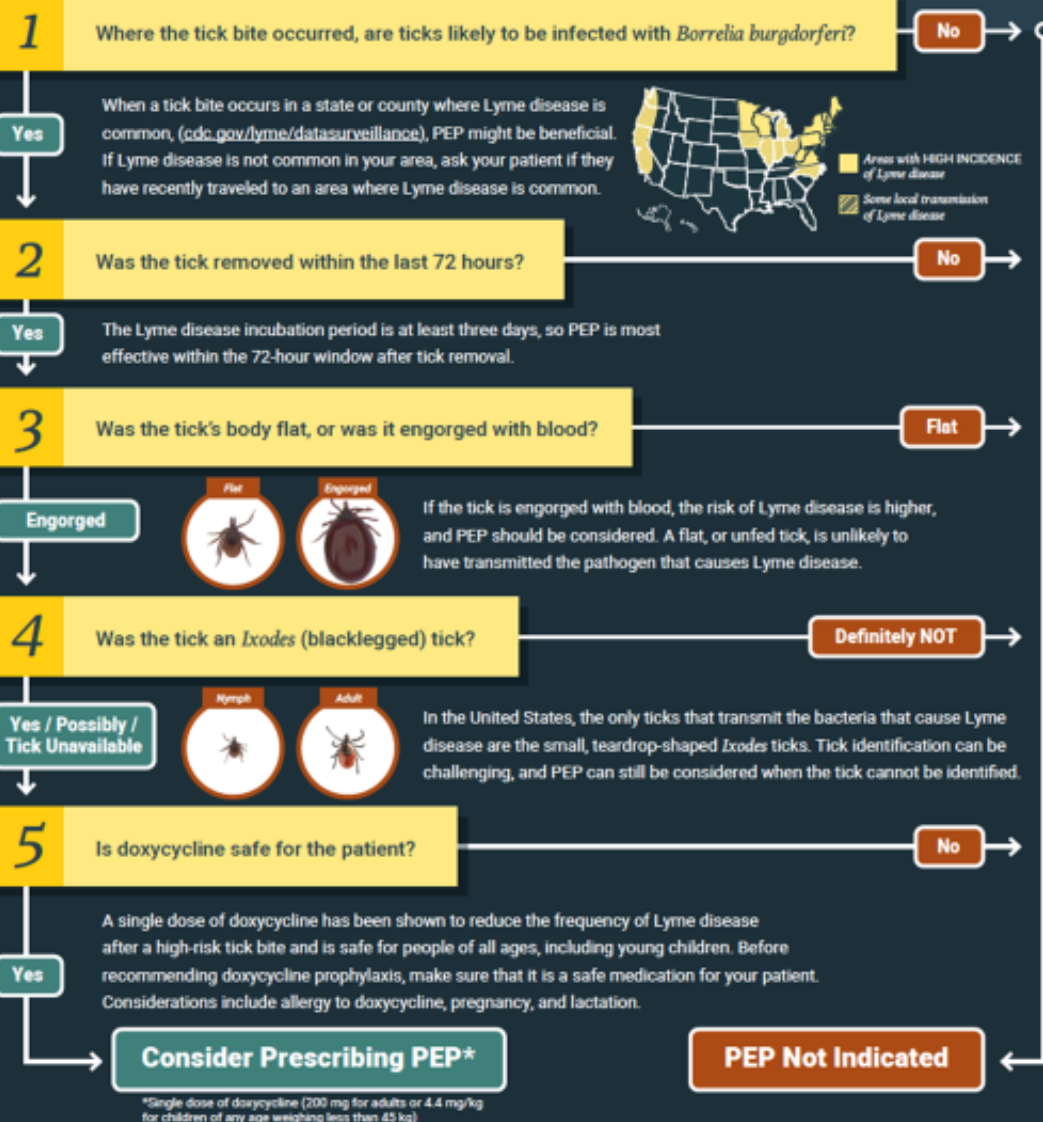 1
Where the tick bite occurred, are ticks likely to be infected with Borrelia burgdorferi?
No
Yes
When a tick bite occurs in a state or county where Lyme disease is
common, (cdc.gov/lyme/datasurveillance), PEP might be beneficial.
If Lyme disease is not common in your area, ask your patient if they
have recently traveled to an area where Lyme disease is common.
Areas with HIGH INCIDENCE
of Lyme disease
Some local transmission
of Lyme disease
2
Was the tick removed within the last 72 hours?
No
Yes
The Lyme disease incubation period is at least three days, so PEP is most
effective within the 72-hour window after tick removal.
3
Was the tick's body flat, or was it engorged with blood?
Flat
Engorged
Flat
Engorged
If the tick is engorged with blood, the risk of Lyme disease is higher,
and PEP should be considered. A flat, or unfed tick, is unlikely to
have transmitted the pathogen that causes Lyme disease.
4
Was the tick an Ixodes (blacklegged) tick?
Definitely NOT
Yes / Possibly /
Tick Unavailable
Nymph
Adult
In the United States, the only ticks that transmit the bacteria that cause Lyme
disease are the small, teardrop-shaped Ixodes ticks. Tick identification can be
challenging, and PEP can still be considered when the tick cannot be identified.
5
Is doxycycline safe for the patient?
No
Yes
A single dose of doxycycline has been shown to reduce the frequency of Lyme disease
after a high-risk tick bite and is safe for people of all ages, including young children. Before
recommending doxycycline prophylaxis, make sure that it is a safe medication for your patient.
Considerations include allergy to doxycycline, pregnancy, and lactation.
Consider Prescribing PEP*
PEP Not Indicated
*Single dose of doxycycline (200 mg for adults or 4.4 mg/kg
for children of any age weighing less than 45 kg)